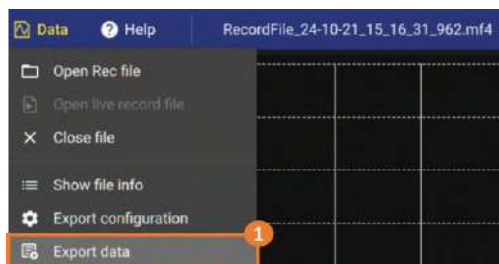 Data Help RecordFile_24-10-21_15_16_31_962.mf4
Open Rec file
Open live record file
Close file
Show file info
Export configuration
1
Export data